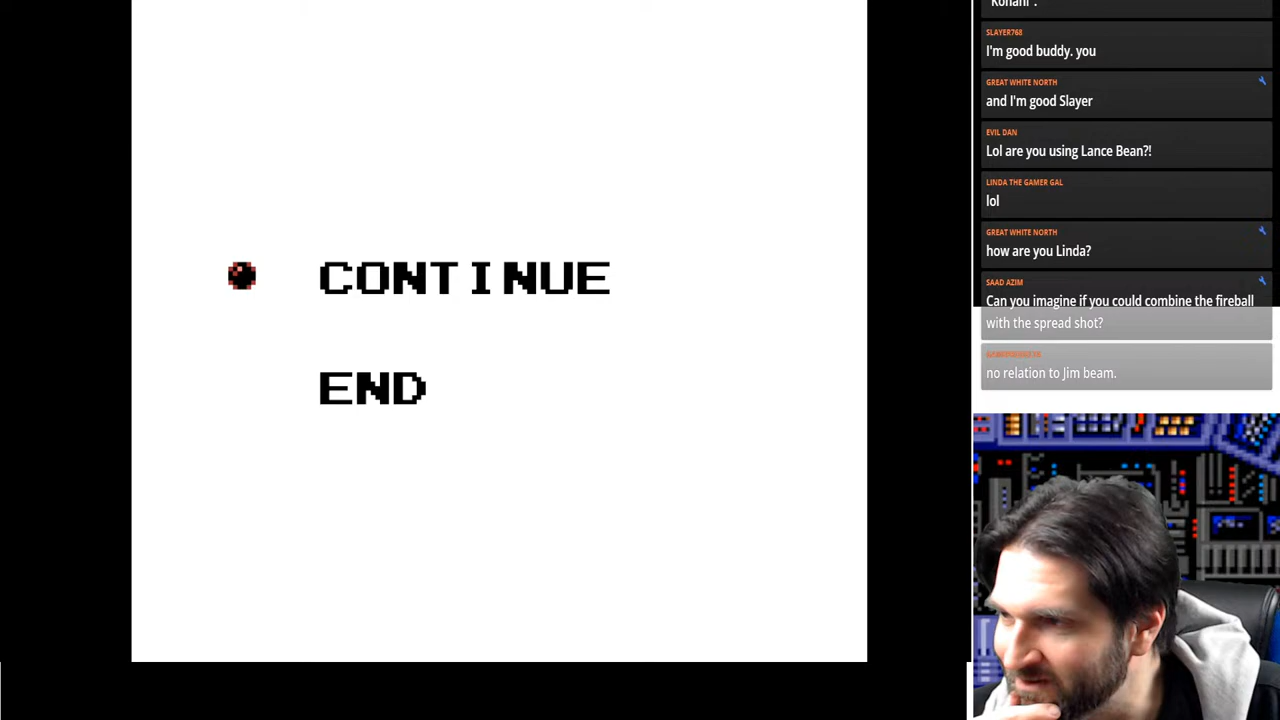 CONTINUE
END
SLAYER768
I'm good buddy. you
GREAT WHITE NORTH
and I'm good Slayer
EVIL DAN
Lol are you using Lance Bean?!
LINDA THE GAMER GAL
lol
GREAT WHITE NORTH
how are you Linda?
SAAD AZIM
Can you imagine if you could combine the fireball
with the spread shot?
no relation to Jim beam.